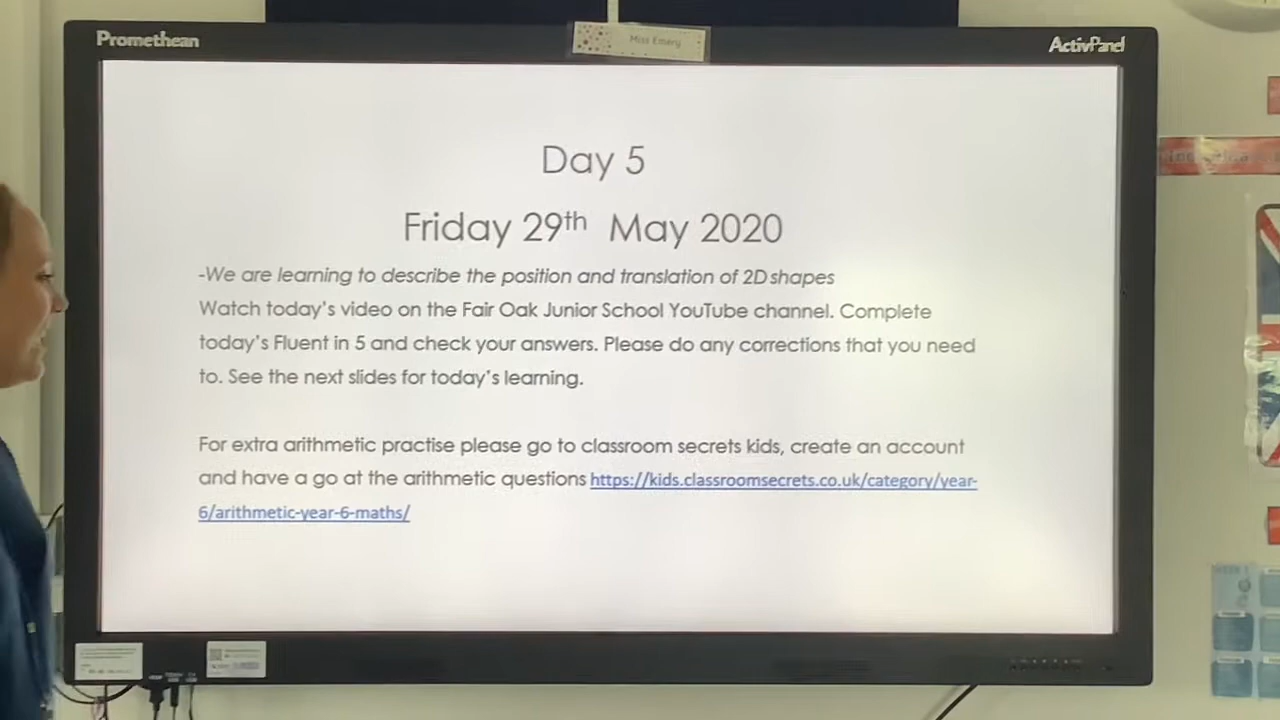 Promethean
Miss Emery
ActivPanel
Day 5
Friday 29th May 2020
-We are learning to describe the position and translation of 2D shapes
Watch today's video on the Fair Oak Junior School YouTube channel. Complete
today's Fluent in 5 and check your answers. Please do any corrections that you need
to. See the next slides for today's learning.
For extra arithmetic practise please go to classroom secrets kids, create an account
and have a go at the arithmetic questions https://kids.classroomsecrets.co.uk/category/year-
6/arithmetic-year-6-maths/